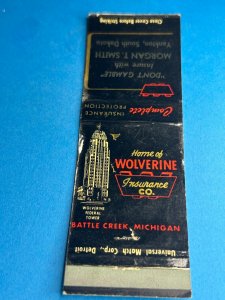 Close Cover Before Striking
"DON'T GAMBLE"
Insure with
MORGAN T. SMITH
Yankton, South Dakota
Complete
INSURANCE
PROTECTION
Home of
WOLVERINE
Insurance
CO.
WOLVERINE
FEDERAL
TOWER
BATTLE CREEK, MICHIGAN
Universal Match Corp., Detroit